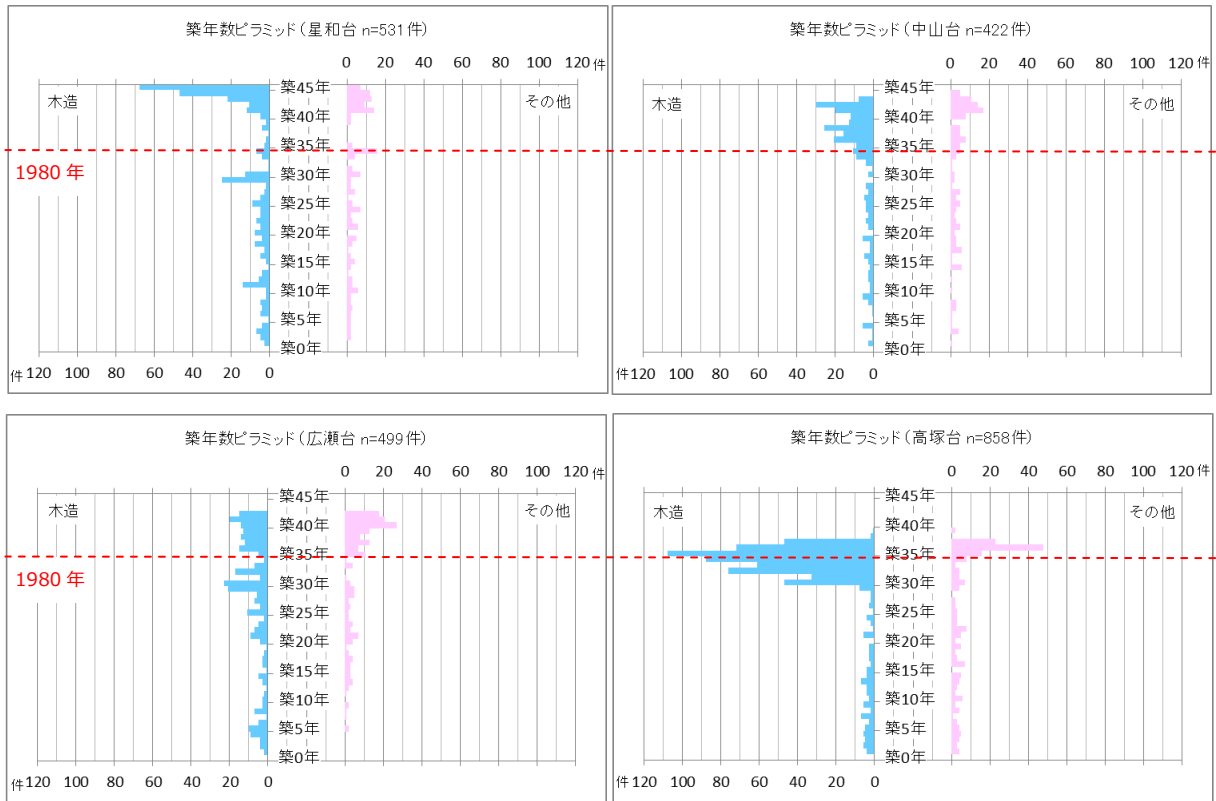 築年数ピラミッド(星和台 n=531件)
0 20 40 60 80 100 120 件
木造
その他
築45年
築40年
築35年
築30年
築25年
築20年
築15年
築10年
築5年
築0年
1980 年
件 120 100 80 60 40 20 0
築年数ピラミッド(中山台 n=422件)
0 20 40 60 80 100 120 件
木造
その他
築45年
築40年
築35年
築30年
築25年
築20年
築15年
築10年
築5年
築0年
件 120 100 80 60 40 20 0
築年数ピラミッド(広瀬台 n=499件)
0 20 40 60 80 100 120 件
木造
その他
築45年
築40年
築35年
築30年
築25年
築20年
築15年
築10年
築5年
築0年
1980 年
件 120 100 80 60 40 20 0
築年数ピラミッド(高塚台 n=858件)
0 20 40 60 80 100 120 件
木造
その他
築45年
築40年
築35年
築30年
築25年
築20年
築15年
築10年
築5年
築0年
件 120 100 80 60 40 20 0